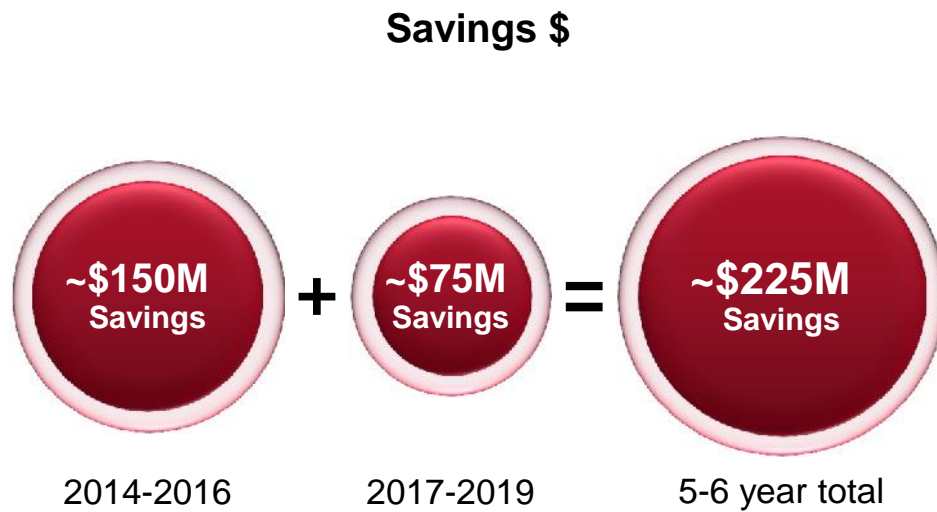 Savings $
~$150M
Savings
+
~$75M
Savings
=
~$225M
Savings
2014-2016
2017-2019
5-6 year total